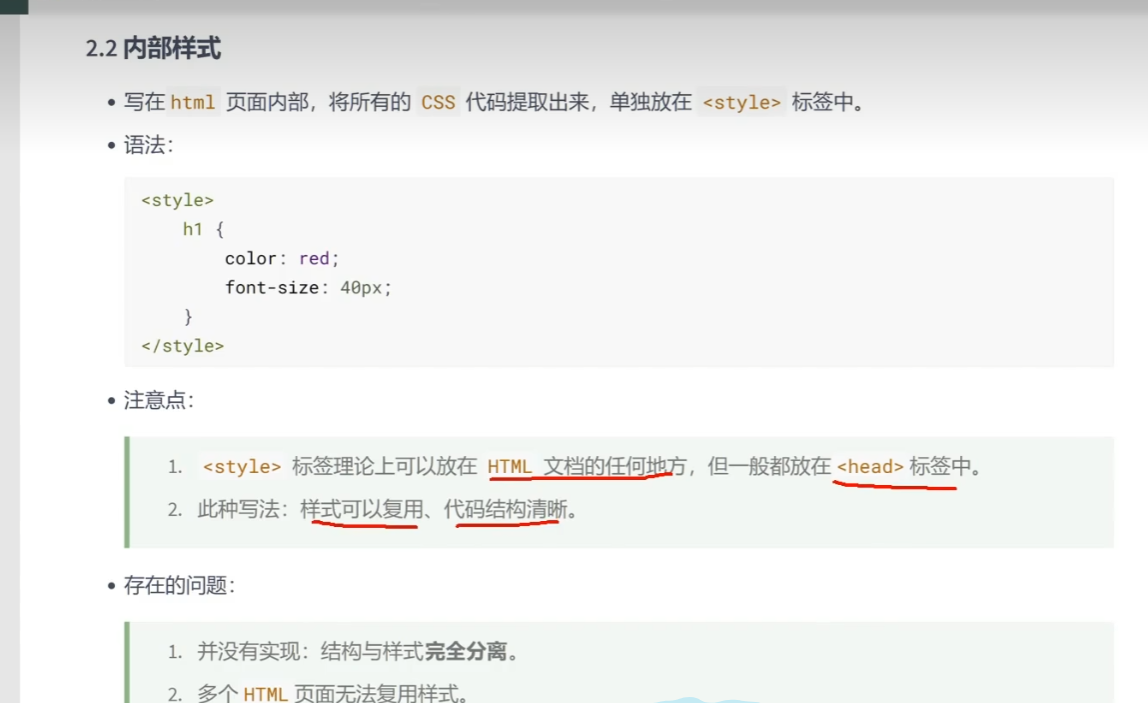 2.2 内部样式
• 写在 html 页面内部，将所有的 CSS 代码提取出来，单独放在 <style> 标签中。
• 语法：
<style>
    h1 {
        color: red;
        font-size: 40px;
    }
</style>
• 注意点：
1. <style> 标签理论上可以放在 HTML 文档的任何地方，但一般都放在 <head> 标签中。
2. 此种写法：样式可以复用、代码结构清晰。
• 存在的问题：
1. 并没有实现：结构与样式完全分离。
2. 多个 HTML 页面无法复用样式。